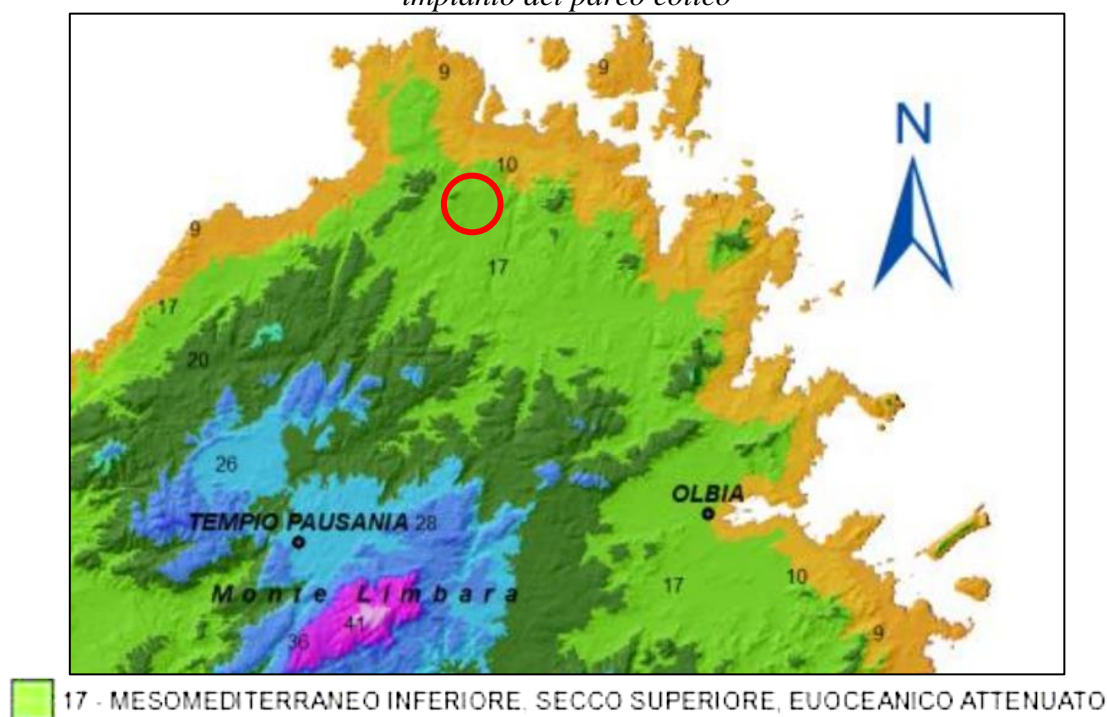 impianto del parco eolico
9
9
N
10
9
17
17
20
26
OLBIA
TEMPIO PAUSANIA 28
Monte Limbara
17
10
41
36
9
17 - MESOMEDITERRANEO INFERIORE, SECCO SUPERIORE, EUOCEANICO ATTENUATO